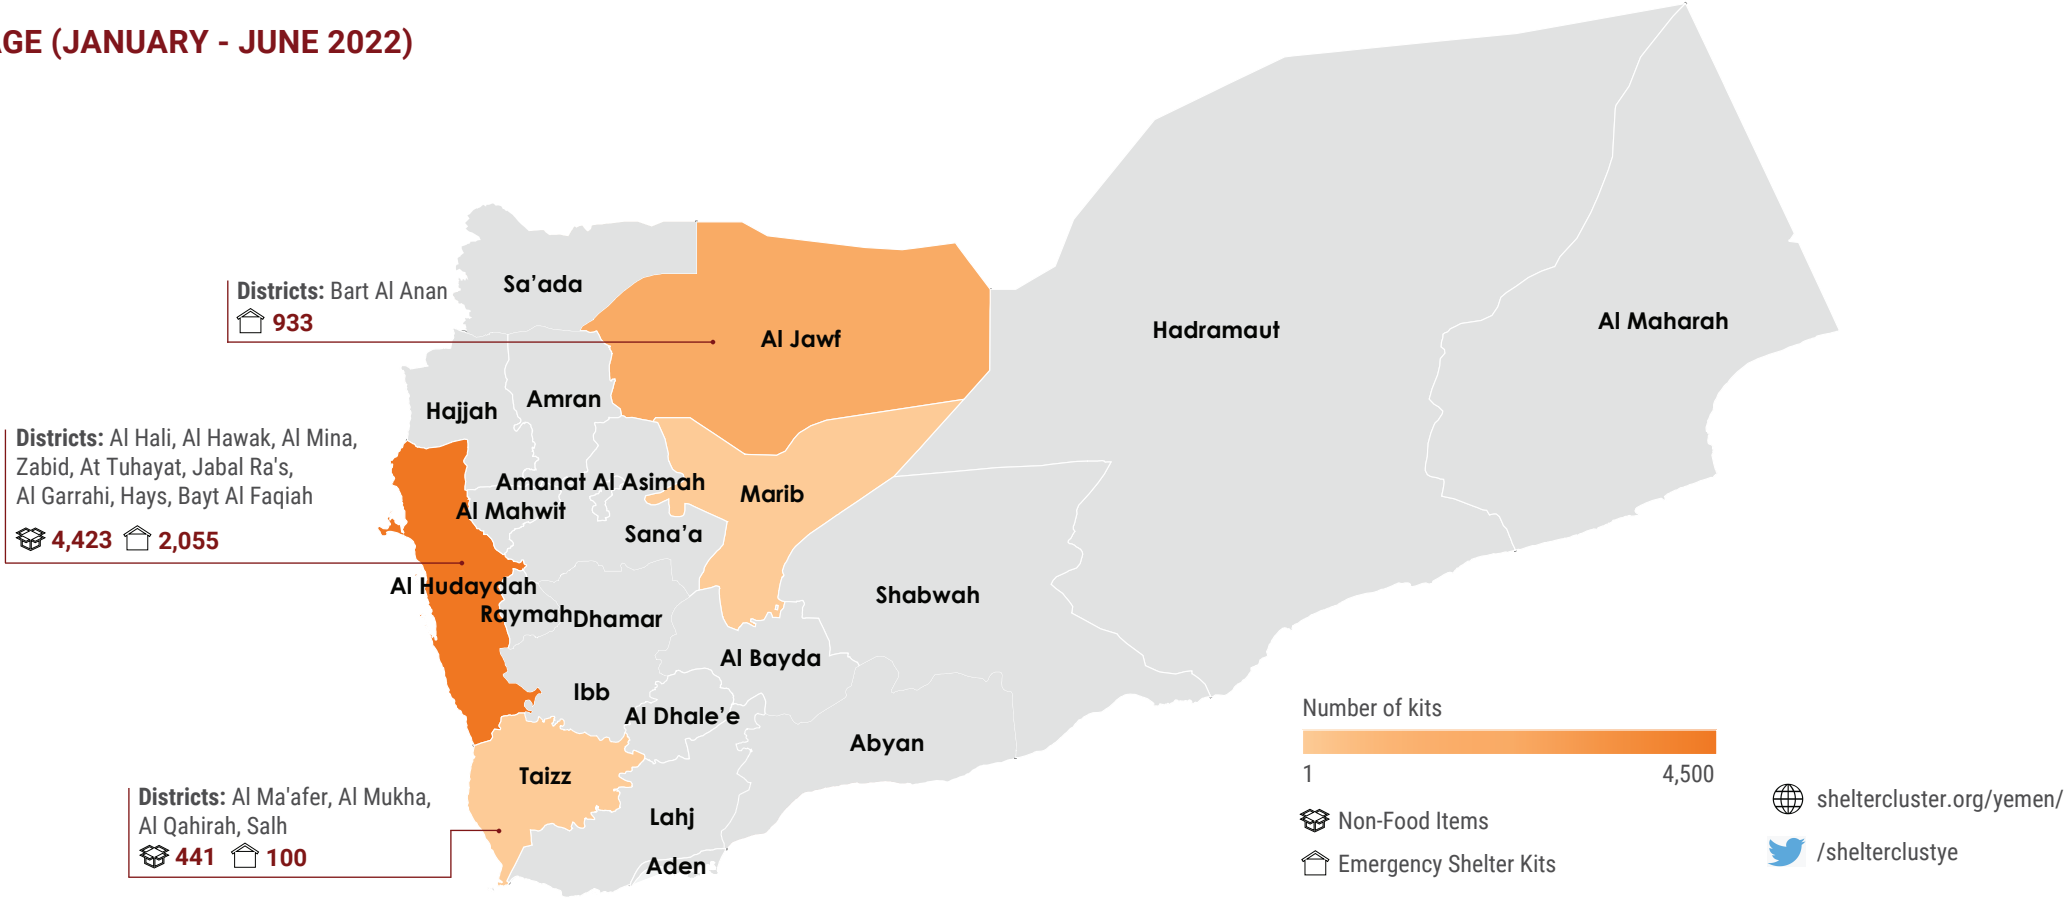 AGE (JANUARY - JUNE 2022)
Sa’ada
Districts: Bart Al Anan
933
Al Jawf
Hadramaut
Al Maharah
Hajjah
Amran
Districts: Al Hali, Al Hawak, Al Mina,
Zabid, At Tuhayat, Jabal Ra's,
Al Garrahi, Hays, Bayt Al Faqiah
4,423 2,055
Amanat Al Asimah
Marib
Al Mahwit
Sana’a
Al Hudaydah
Raymah
Dhamar
Shabwah
Al Bayda
Ibb
Al Dhale’e
Abyan
Taizz
Districts: Al Ma'afer, Al Mukha,
Al Qahirah, Salh
441 100
Lahj
Aden
Number of kits
1 4,500
Non-Food Items
Emergency Shelter Kits
sheltercluster.org/yemen/
/shelterclustye